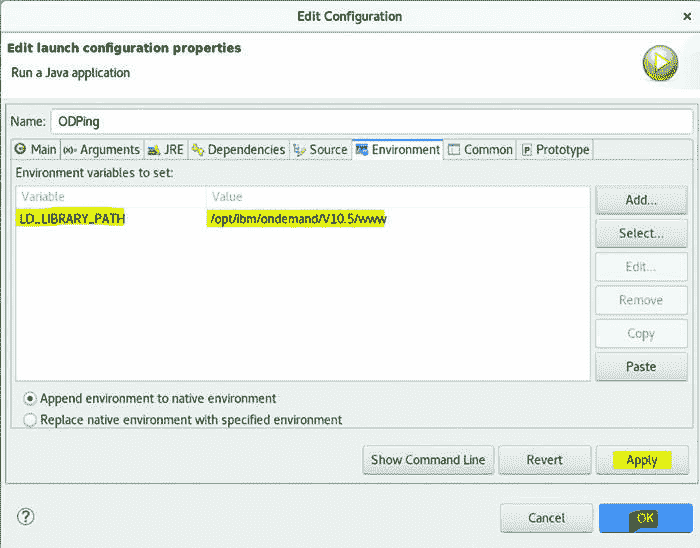 Edit Configuration
×
Edit launch configuration properties
Run a Java application
Name: ODPing
Main (x)= Arguments JRE Dependencies Source Environment Common Prototype
Environment variables to set:
Variable Value
LD_LIBRARY_PATH /opt/ibm/ondemand/V10.5/www
Add...
Select...
Edit...
Remove
Copy
Paste
Append environment to native environment
Replace native environment with specified environment
Show Command Line Revert Apply
? Cancel OK